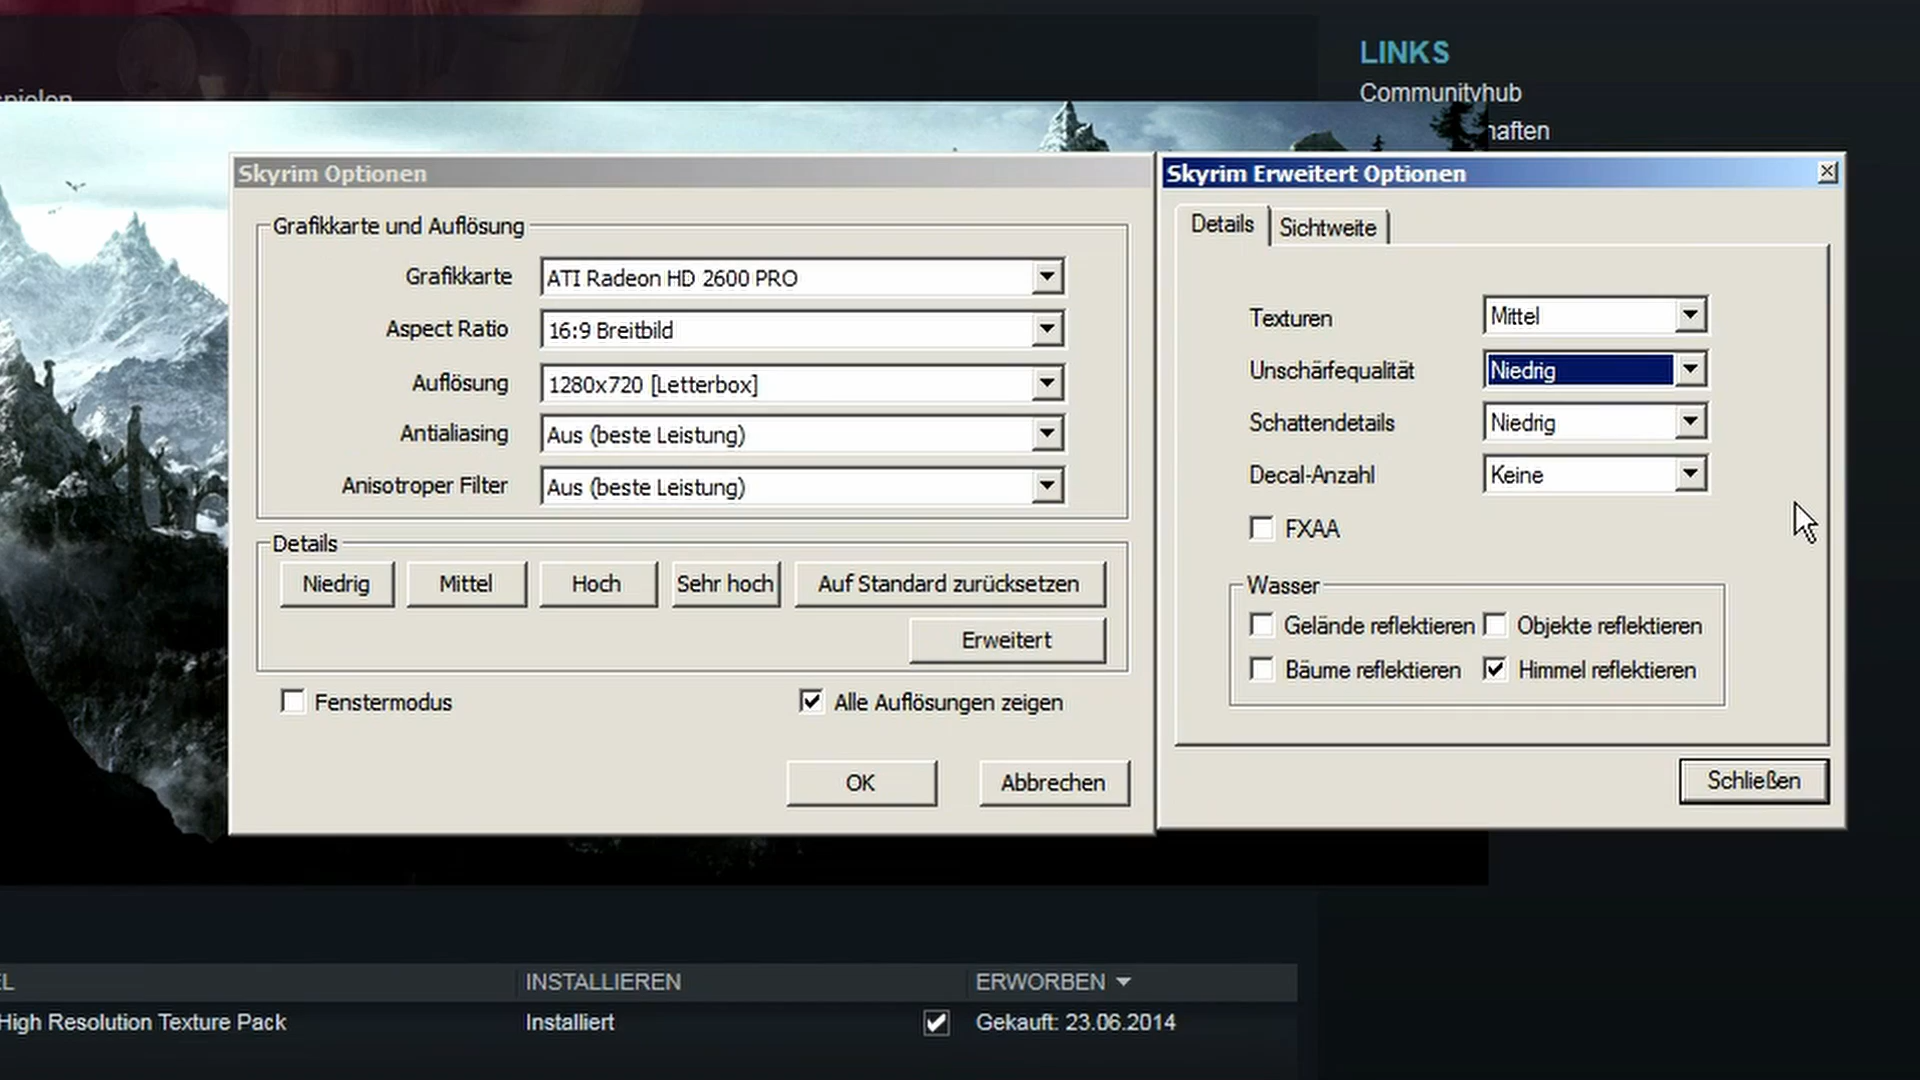 LINKS
Communityhub
Skyrim Optionen
Grafikkarte und Auflösung
Grafikkarte
ATI Radeon HD 2600 PRO
Aspect Ratio
16:9 Breitbild
Auflösung
1280x720 [Letterbox]
Antialiasing
Aus (beste Leistung)
Anisotroper Filter
Aus (beste Leistung)
Details
Niedrig
Mittel
Hoch
Sehr hoch
Auf Standard zurücksetzen
Erweitert
Fenstermodus
Alle Auflösungen zeigen
OK
Abbrechen
Skyrim Erweitert Optionen
Details
Sichtweite
Texturen
Mittel
Unschärfequalität
Niedrig
Schattendetails
Niedrig
Decal-Anzahl
Keine
FXAA
Wasser
Gelände reflektieren
Objekte reflektieren
Bäume reflektieren
Himmel reflektieren
Schließen
INSTALLIEREN
ERWORBEN
High Resolution Texture Pack
Installiert
Gekauft: 23.06.2014